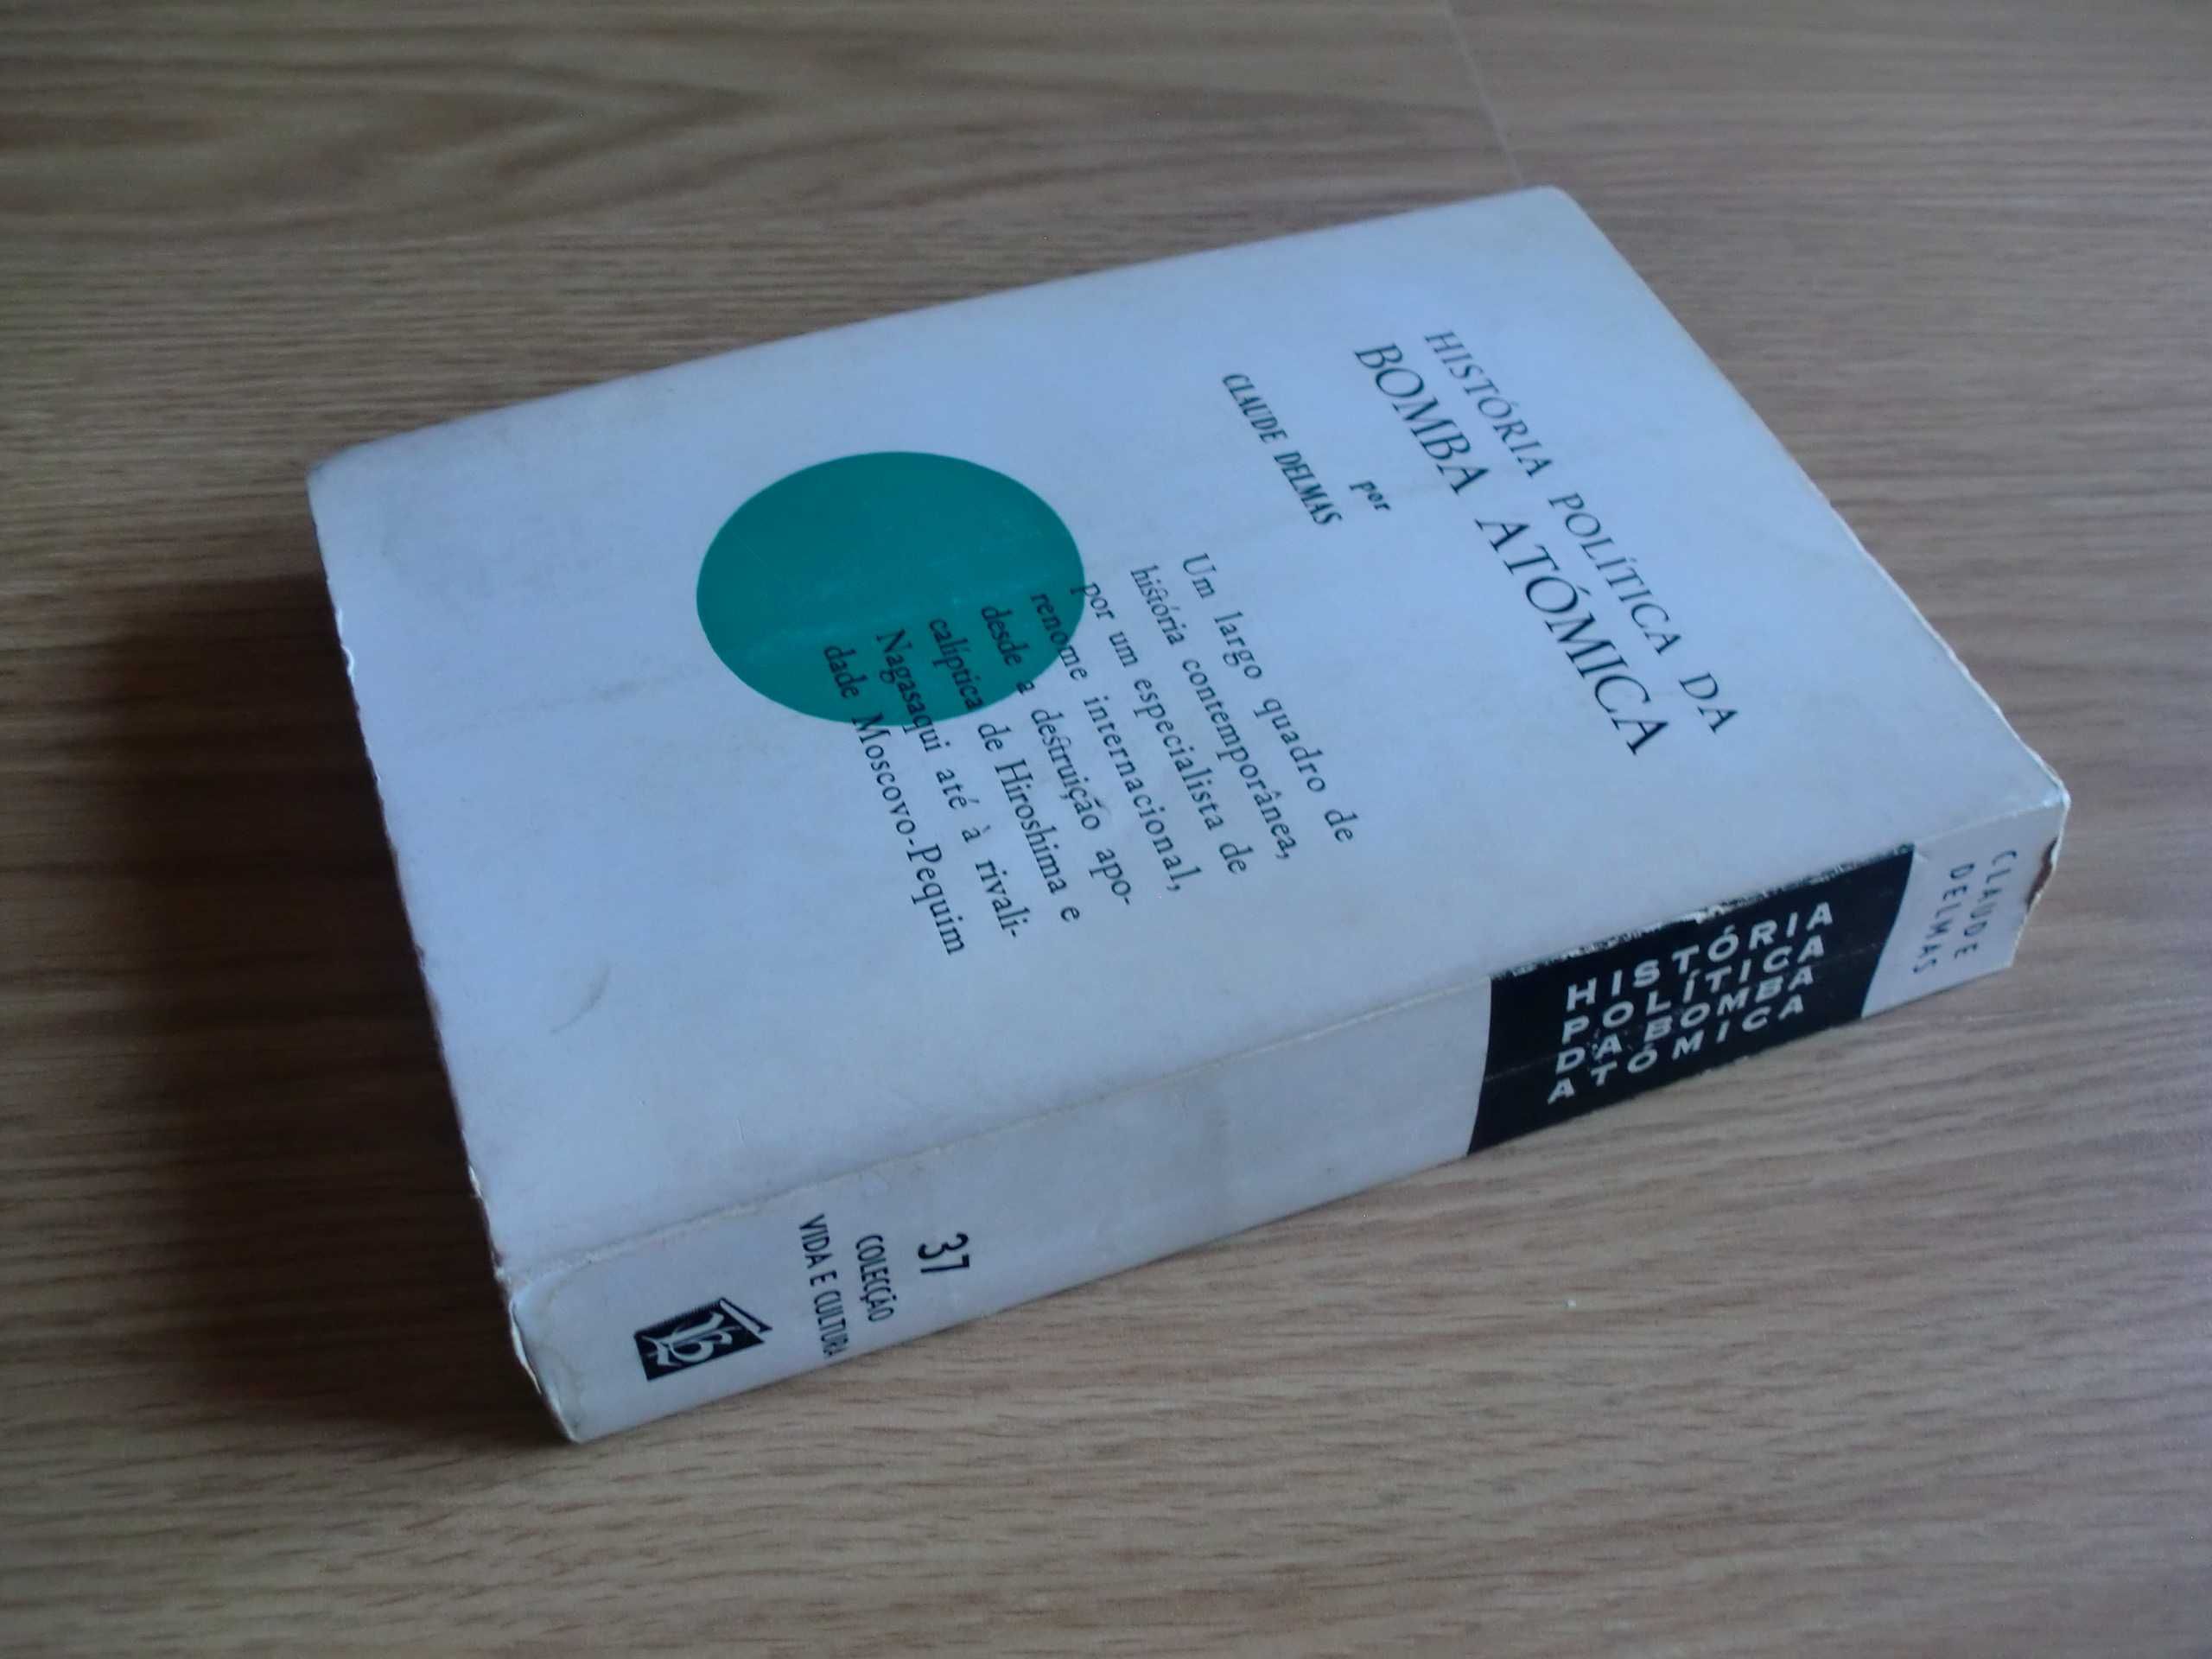 HISTÓRIA POLÍTICA DA
BOMBA ATÓMICA
por
CLAUDE DELMAS
Um largo quadro de
história contemporânea,
por um especialista de
renome internacional,
desde a destruição apo-
calíptica de Hiroshima e
Nagasaqui até à rivali-
dade Moscovo-Pequim
CLAUDE
DELMAS
HISTÓRIA
POLÍTICA
DA BOMBA
ATÓMICA
37
COLECÇÃO
VIDA E CULTURA